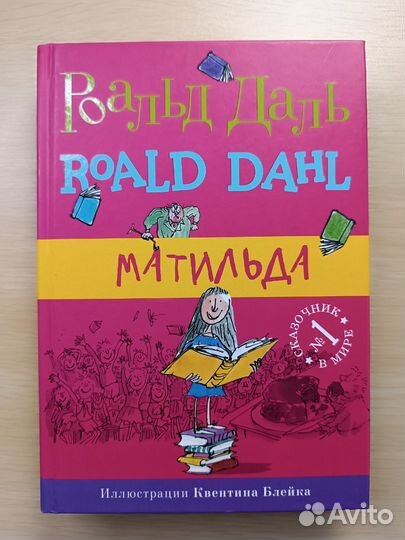 Роальд Даль
ROALD DAHL
МАТИЛЬДА
СКАЗОЧНИК
№1
В МИРЕ
Иллюстрации Квентина Блейка
Avito